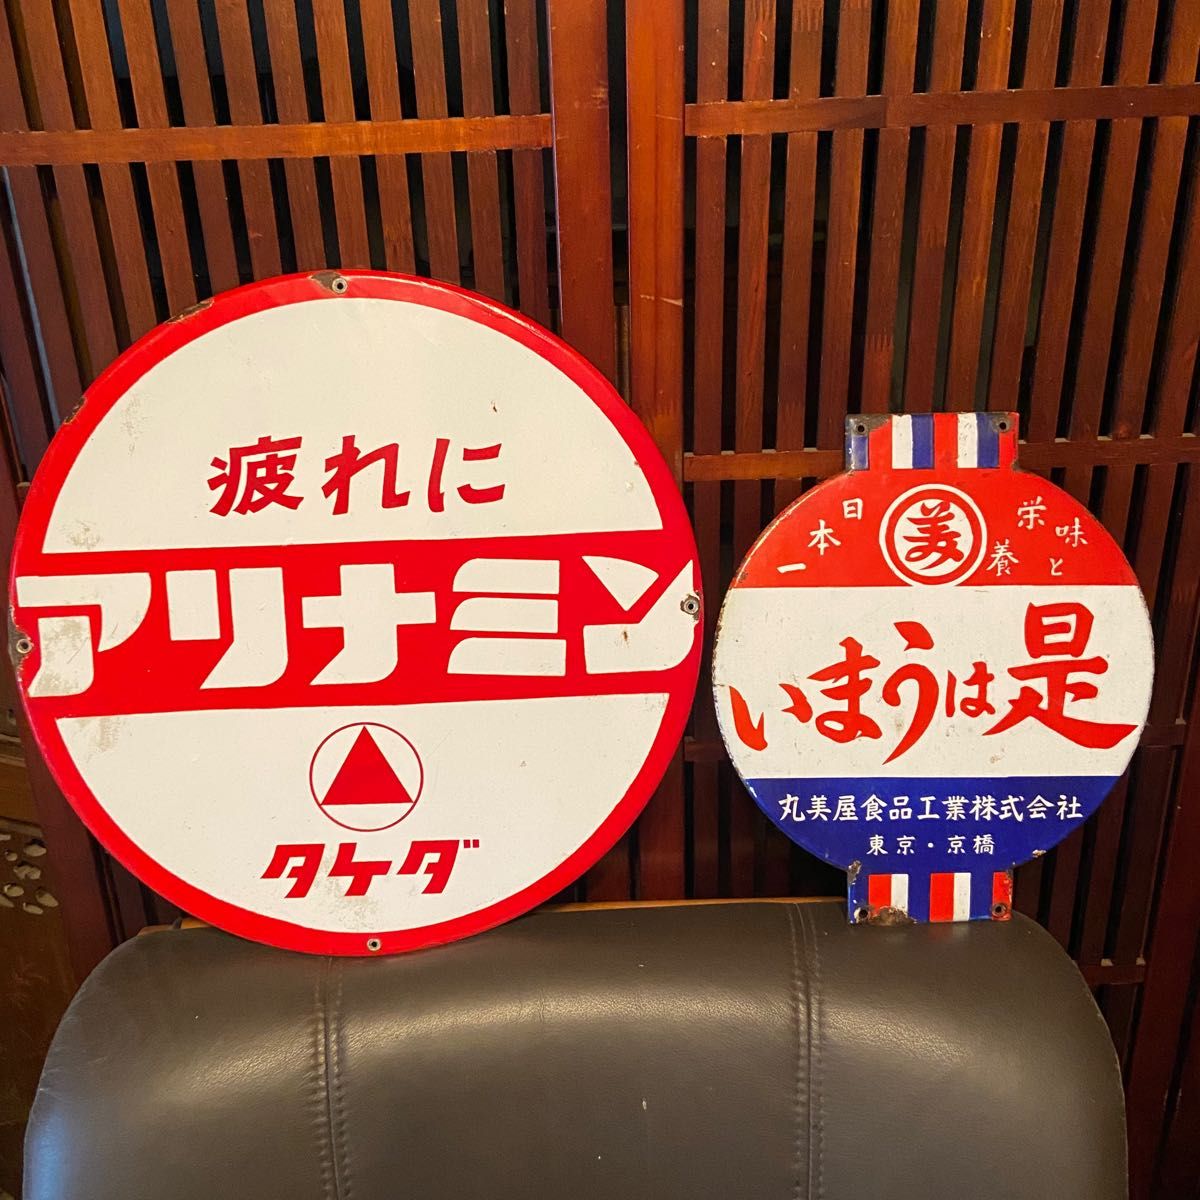 疲れに
アリナミン
タケダ
味と栄養
美
日本一
是はうまい
丸美屋食品工業株式会社
東京・京橋